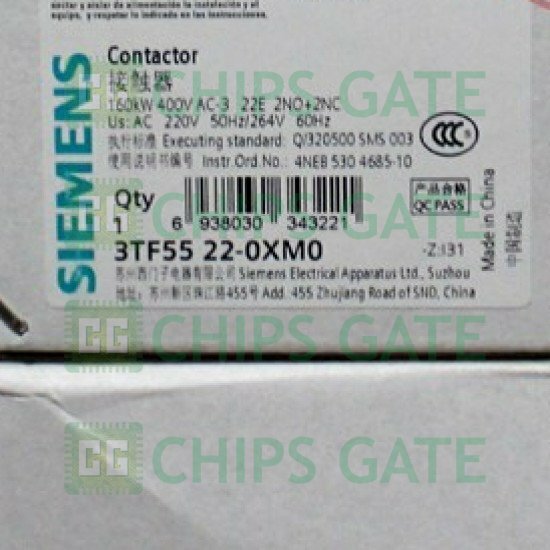 aislar y aislar de alimentación la instalación y el
equipo, y respetar lo indicado en las instrucciones.
SIEMENS
Contactor
接触器
160kW 400V AC-3 22E 2NO+2NC
Us: AC 220V 50Hz/264V 60Hz
执行标准 Executing standard: Q/320500 SMS 003
CCC
使用说明书编号 Instr.Ord.No.: 4NEB 530 4685-10
Qty
1
6 938030 343221
产品合格
QC PASS
Made in China
中国制造
3TF55 22-0XM0
-Z:I31
苏州西门子电器有限公司 Siemens Electrical Apparatus Ltd., Suzhou
地址: 苏州新区珠江路455号 Add: 455 Zhujiang Road of SND, China
CHIPS GATE
CHIPS GATE
CHIPS GATE
CHIPS GATE